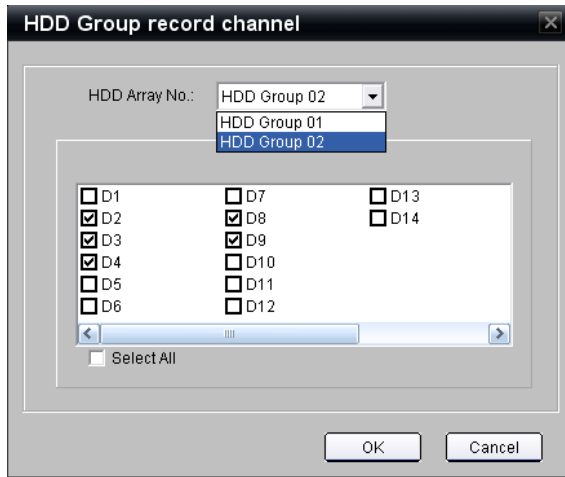 HDD Group record channel
HDD Array No.: HDD Group 02
HDD Group 01
HDD Group 02
D1 D7 D13
D2 D8 D14
D3 D9
D4 D10
D5 D11
D6 D12
Select All
OK Cancel